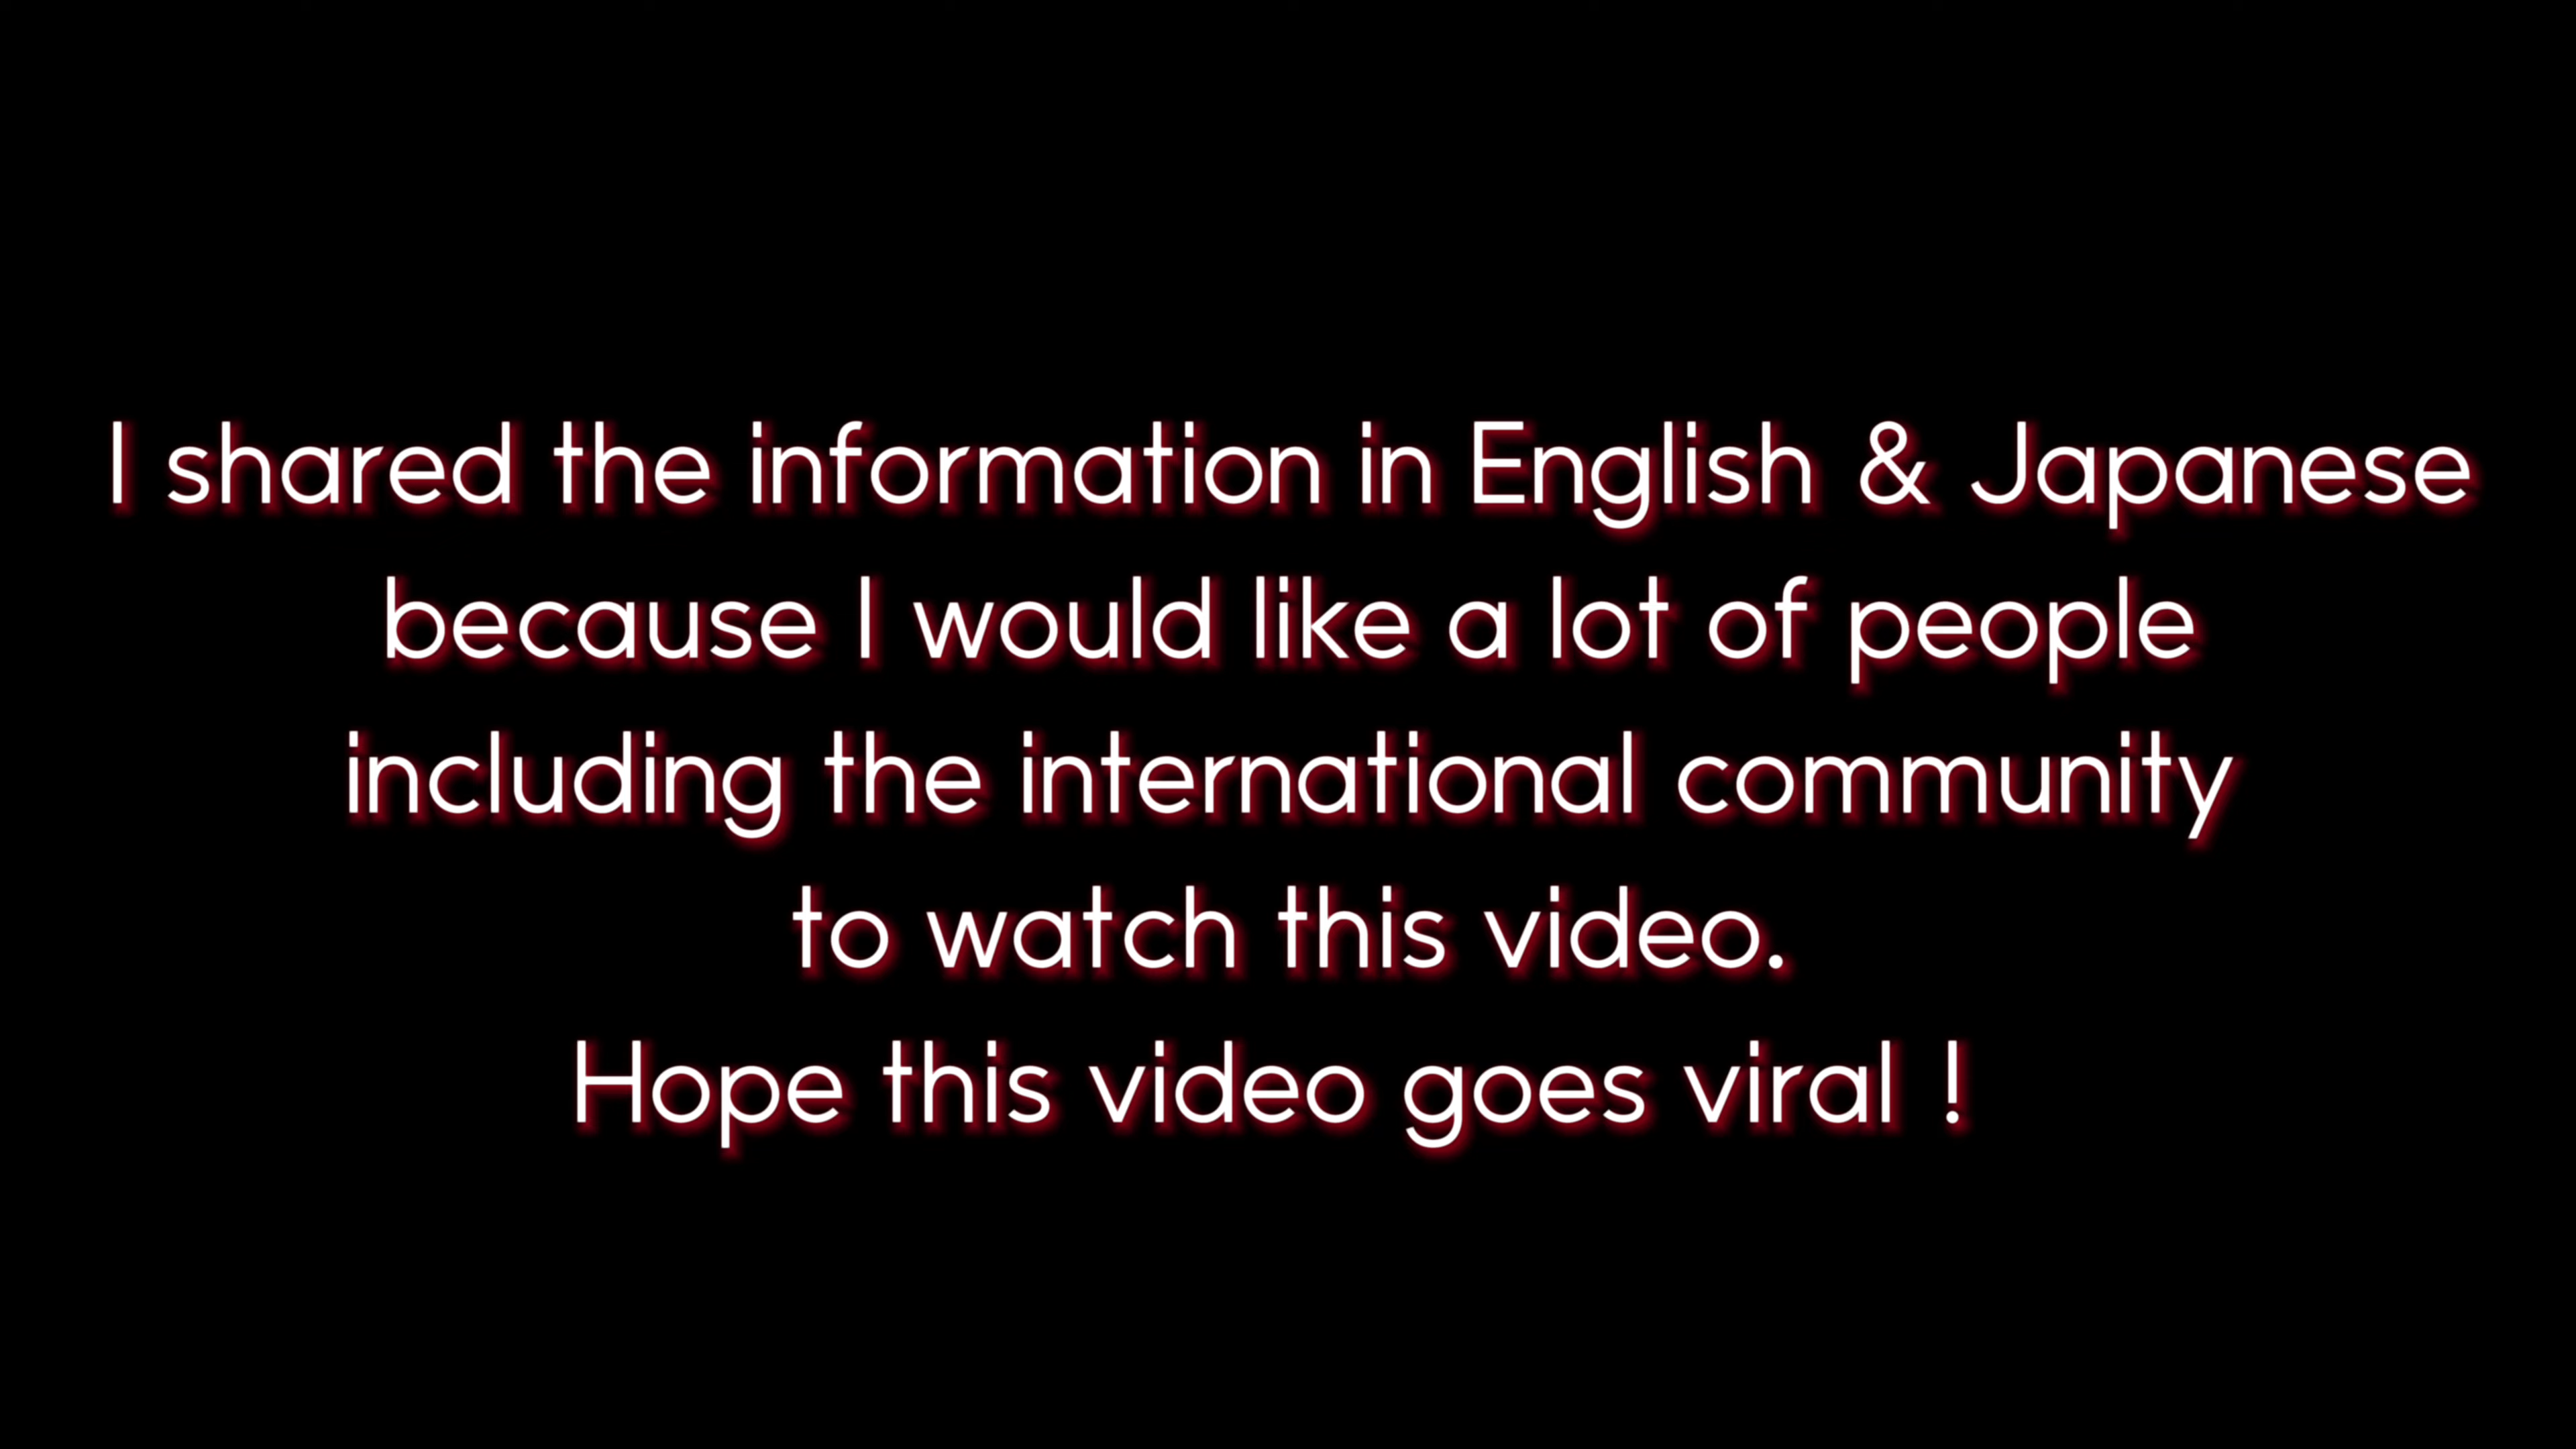 I shared the information in English & Japanese
because I would like a lot of people
including the international community
to watch this video.
Hope this video goes viral !